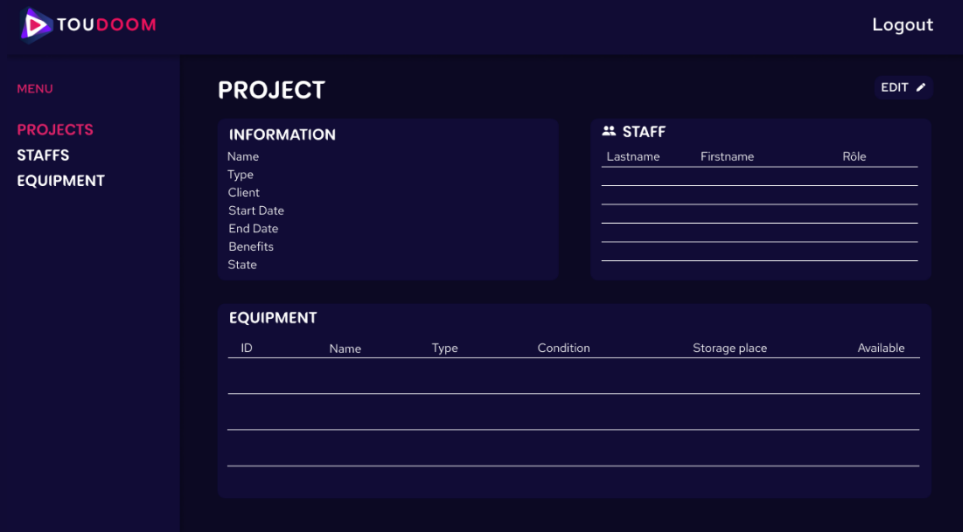 TOUDOOM
Logout
MENU
PROJECTS
STAFFS
EQUIPMENT
PROJECT
EDIT
INFORMATION
Name
Type
Client
Start Date
End Date
Benefits
State
STAFF
Lastname Firstname Rôle
EQUIPMENT
ID Name Type Condition Storage place Available